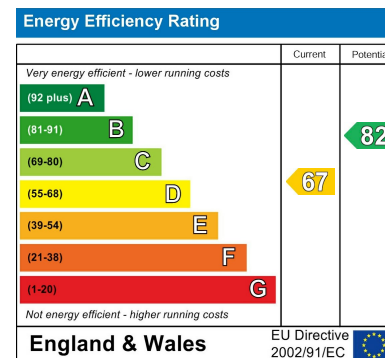 Energy Efficiency Rating
Current Potentia
Very energy efficient - lower running costs
(92 plus) A
(81-91) B
(69-80) C
(55-68) D
(39-54) E
(21-38) F
(1-20) G
67
82
Not energy efficient - higher running costs
England & Wales
EU Directive
2002/91/EC